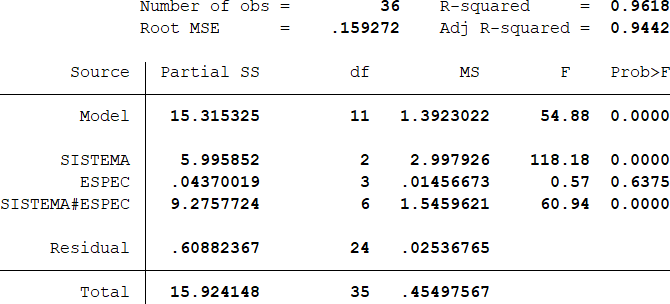 Number of obs = 36 R-squared = 0.9618
Root MSE = .159272 Adj R-squared = 0.9442
Source Partial SS df MS F Prob>F
Model 15.315325 11 1.3923022 54.88 0.0000
SISTEMA 5.995852 2 2.997926 118.18 0.0000
ESPEC .04370019 3 .01456673 0.57 0.6375
SISTEMA#ESPEC 9.2757724 6 1.5459621 60.94 0.0000
Residual .60882367 24 .02536765
Total 15.924148 35 .45497567